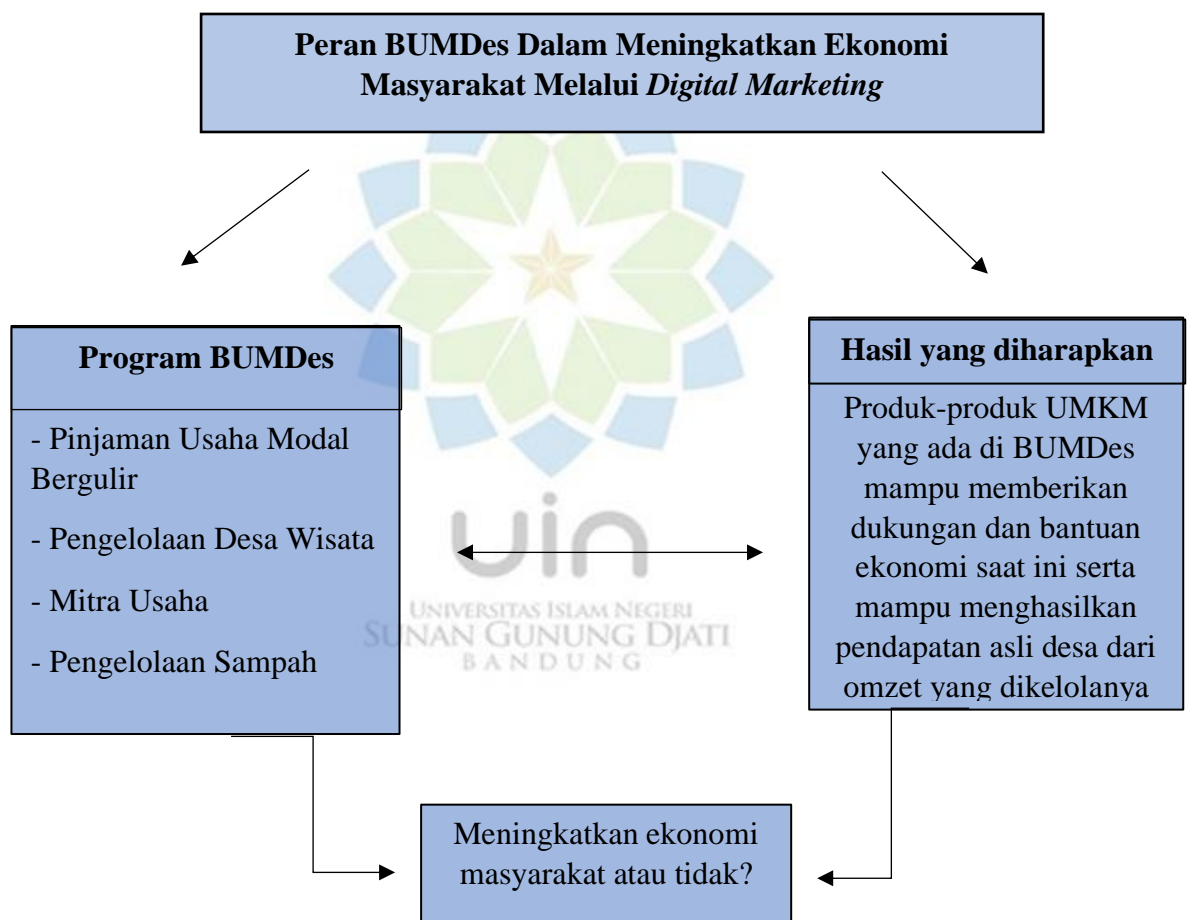 Peran BUMDes Dalam Meningkatkan Ekonomi
Masyarakat Melalui Digital Marketing
Program BUMDes
- Pinjaman Usaha Modal
Bergulir
- Pengelolaan Desa Wisata
- Mitra Usaha
- Pengelolaan Sampah
Hasil yang diharapkan
Produk-produk UMKM
yang ada di BUMDes
mampu memberikan
dukungan dan bantuan
ekonomi saat ini serta
mampu menghasilkan
pendapatan asli desa dari
omzet yang dikelolanya
uin
UNIVERSITAS ISLAM NEGERI
SUNAN GUNUNG DJATI
BANDUNG
Meningkatkan ekonomi
masyarakat atau tidak?